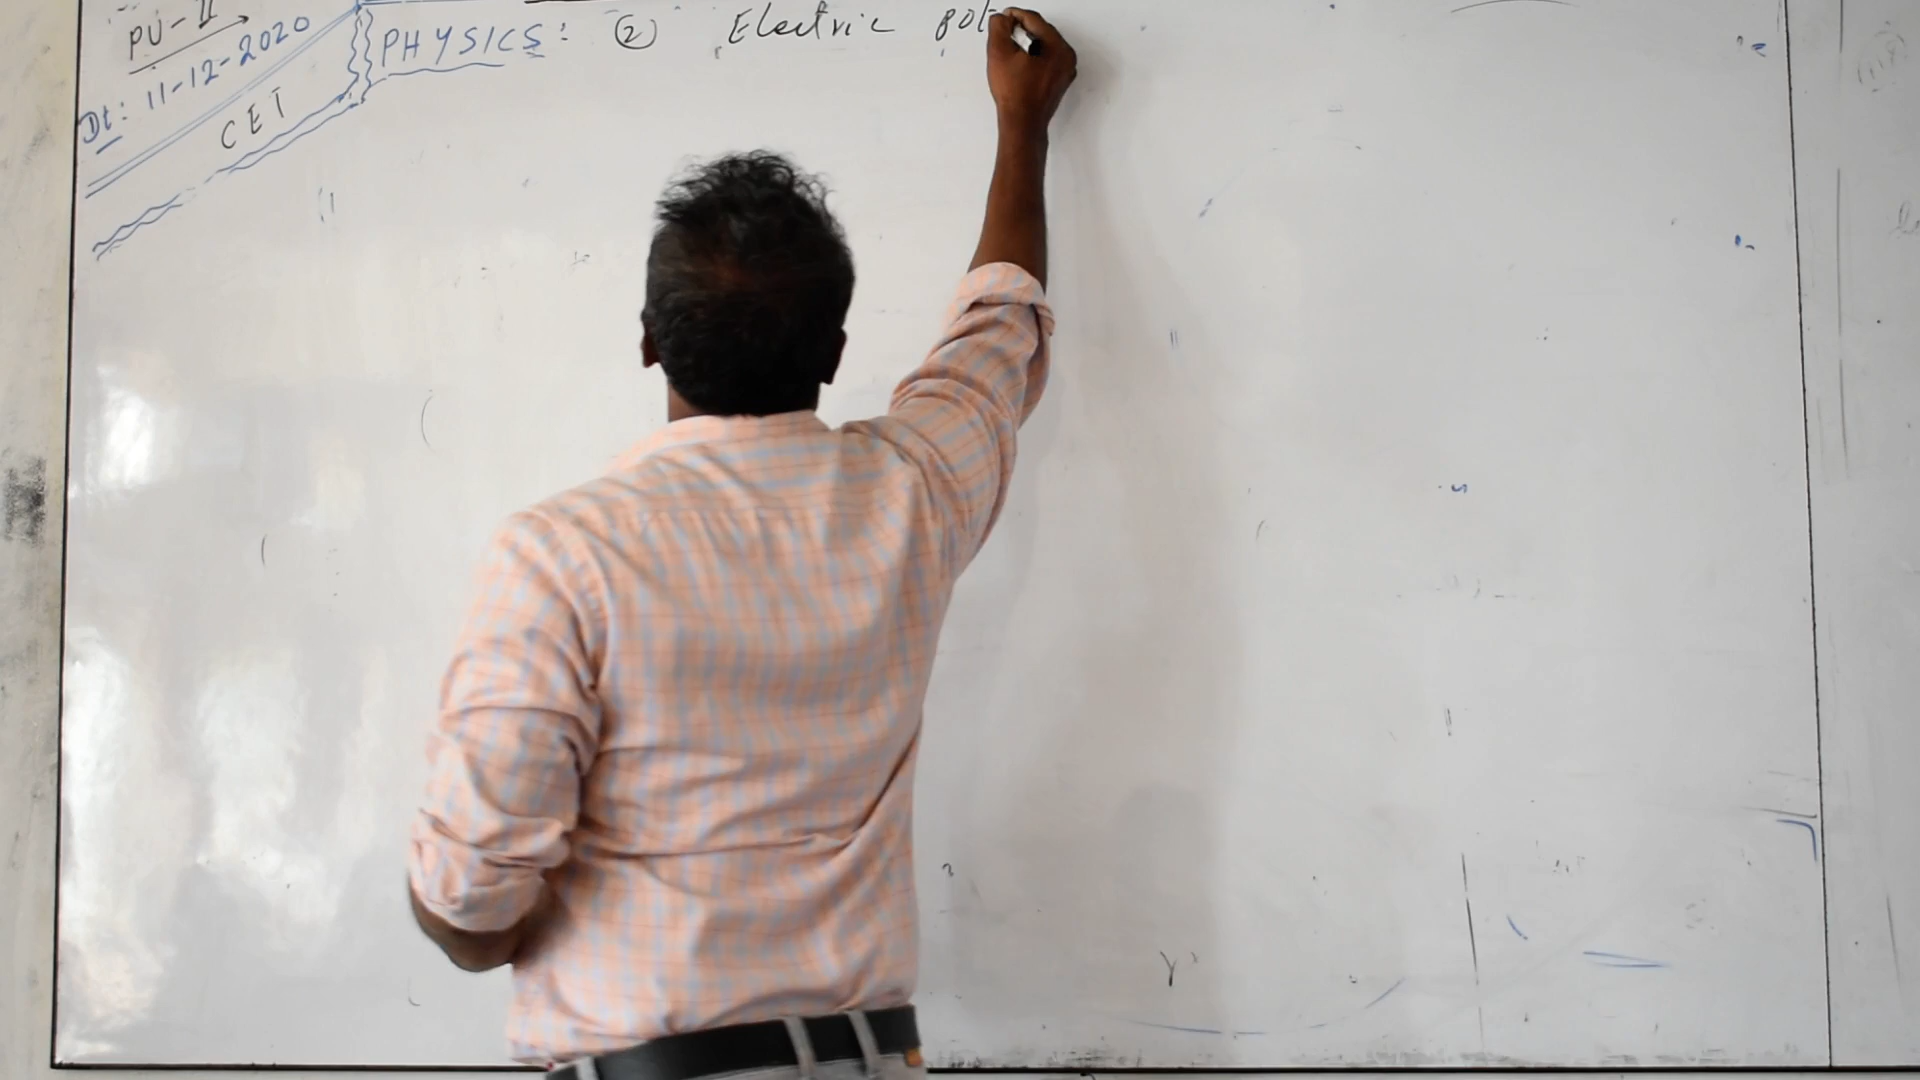 PU-II
Dt: 11-12-2020
CET
PHYSICS: ② Electric pot